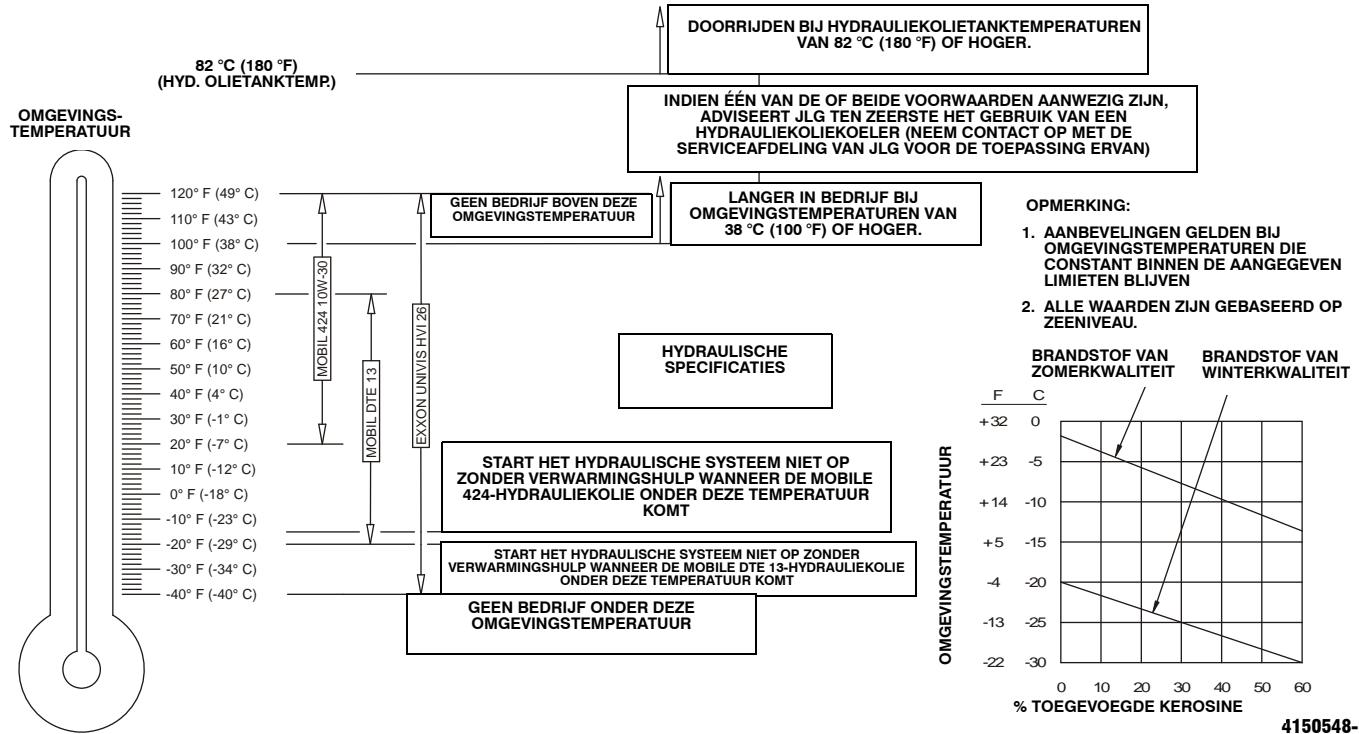 DOORRIJDEN BIJ HYDRAULIEKOLIETANKTEMPERATUREN
VAN 82 °C (180 °F) OF HOGER.
82 °C (180 °F)
(HYD. OLIETANKTEMP.)
INDIEN ÉÉN VAN DE OF BEIDE VOORWAARDEN AANWEZIG ZIJN,
ADVISEERT JLG TEN ZEERSTE HET GEBRUIK VAN EEN
HYDRAULIEKOLIEKOELER (NEEM CONTACT OP MET DE
SERVICEAFDELING VAN JLG VOOR DE TOEPASSING ERVAN)
OMGEVINGS-
TEMPERATUUR
120° F (49° C)
110° F (43° C)
100° F (38° C)
90° F (32° C)
80° F (27° C)
70° F (21° C)
60° F (16° C)
50° F (10° C)
40° F (4° C)
30° F (-1° C)
20° F (-7° C)
10° F (-12° C)
0° F (-18° C)
-10° F (-23° C)
-20° F (-29° C)
-30° F (-34° C)
-40° F (-40° C)
MOBIL 424 10W-30
MOBIL DTE 13
EXXON UNIVIS HVI 26
GEEN BEDRIJF BOVEN DEZE
OMGEVINGSTEMPERATUUR
LANGER IN BEDRIJF BIJ
OMGEVINGSTEMPERATUREN VAN
38 °C (100 °F) OF HOGER.
HYDRAULISCHE
SPECIFICATIES
START HET HYDRAULISCHE SYSTEEM NIET OP
ZONDER VERWARMINGSHULP WANNEER DE MOBILE
424-HYDRAULIEKOLIE ONDER DEZE TEMPERATUUR
KOMT
START HET HYDRAULISCHE SYSTEEM NIET OP ZONDER
VERWARMINGSHULP WANNEER DE MOBILE DTE 13-HYDRAULIEKOLIE
ONDER DEZE TEMPERATUUR KOMT
GEEN BEDRIJF ONDER DEZE
OMGEVINGSTEMPERATUUR
OPMERKING:
1. AANBEVELINGEN GELDEN BIJ
OMGEVINGSTEMPERATUREN DIE
CONSTANT BINNEN DE AANGEGEVEN
LIMIETEN BLIJVEN
2. ALLE WAARDEN ZIJN GEBASEERD OP
ZEENIVEAU.
BRANDSTOF VAN
ZOMERKWALITEIT
BRANDSTOF VAN
WINTERKWALITEIT
F C
+32 0
+23 -5
+14 -10
+5 -15
-4 -20
-13 -25
-22 -30
OMGEVINGSTEMPERATUUR
0 10 20 30 40 50 60
% TOEGEVOEGDE KEROSINE
4150548-